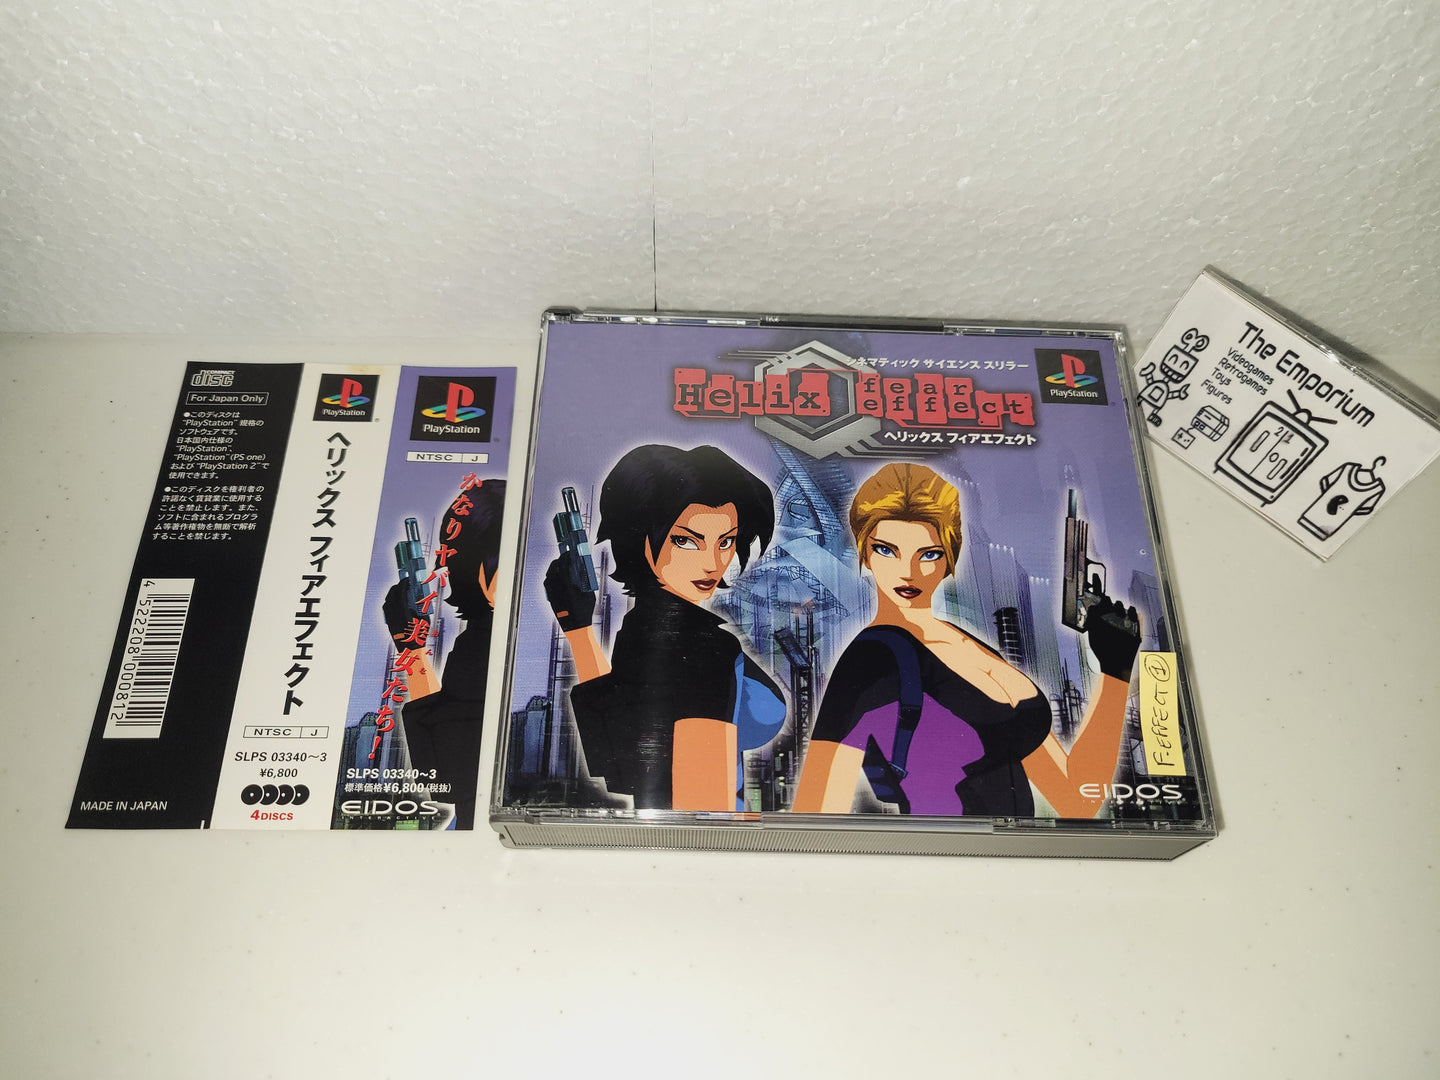 COMPACT
disc
For Japan Only
●このディスクは
"PlayStation" 規格の
ソフトウェアです。
日本国内仕様の
"PlayStation"、
"PlayStation"(PS one)
および "PlayStation 2" で
使用できます。
●このディスクを権利者の
許諾なく賃貸業に使用する
ことを禁止します。また、
ソフトに含まれるプログラ
ム等著作権物を無断で解析
することを禁じます。
4 522208 000812
MADE IN JAPAN
PlayStation
ヘリックス フィアエフェクト
NTSC J
SLPS 03340〜3
¥6,800
4DISCS
PlayStation
NTSC J
かなりヤバイ美女たち!
SLPS 03340〜3
標準価格¥6,800(税抜)
EIDOS
INTERACTIVE
シネマティック サイエンス スリラー
Helix fear
effect
ヘリックス フィアエフェクト
PlayStation
EIDOS
INTERACTIVE
The Emporium
Videogames
Retrogames
Toys
Figures